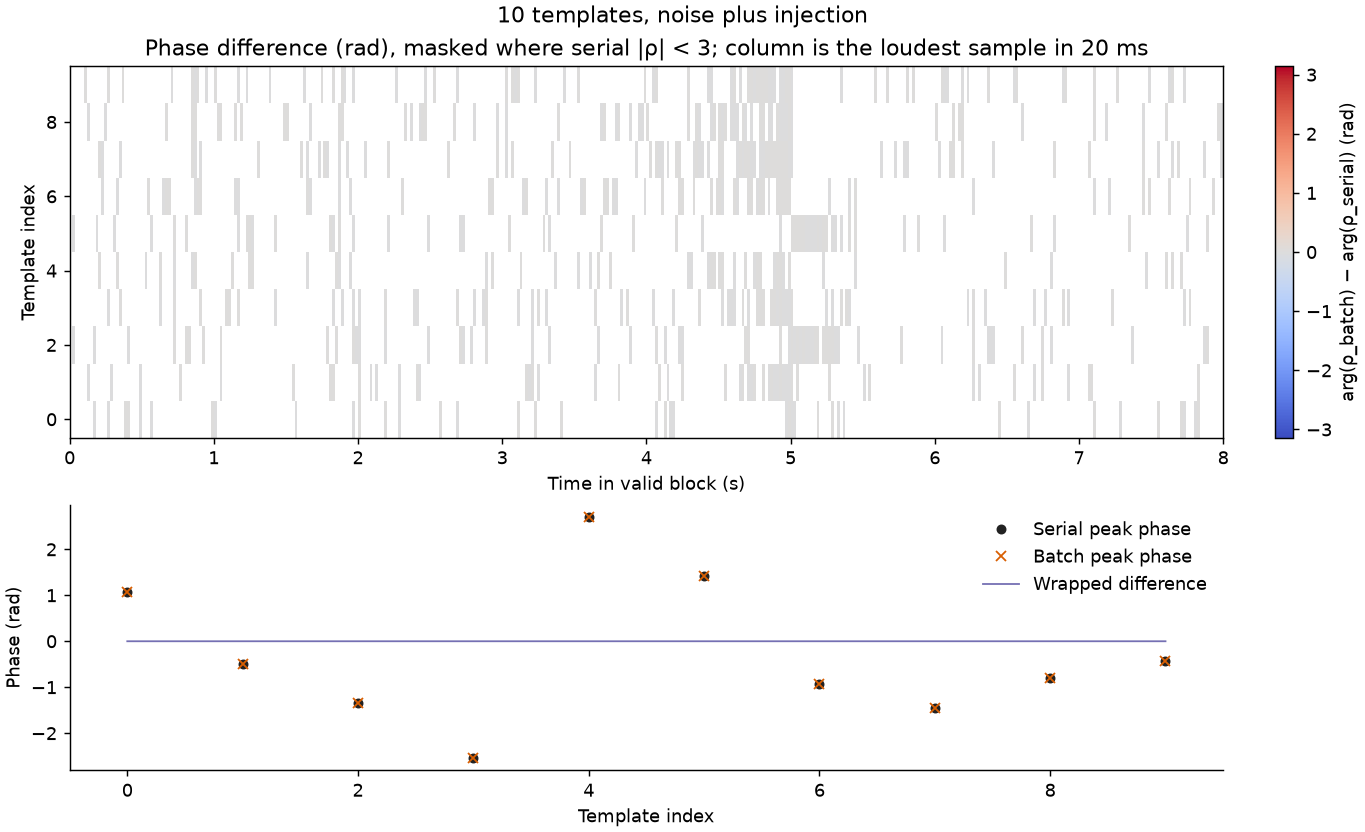 10 templates, noise plus injection
Phase difference (rad), masked where serial |ρ| < 3; column is the loudest sample in 20 ms
Template index
8
6
4
2
0
0 1 2 3 4 5 6 7 8
Time in valid block (s)
3
2
1
0
−1
−2
−3
arg(ρ_batch) − arg(ρ_serial) (rad)
Phase (rad)
2
1
0
−1
−2
Serial peak phase
Batch peak phase
Wrapped difference
0 2 4 6 8
Template index